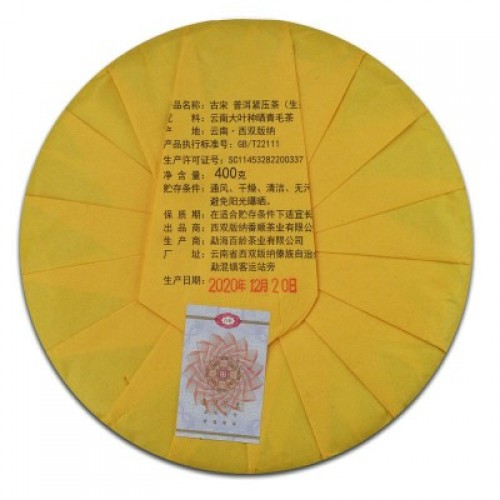 品名称：古宋 普洱紧压茶（生
料：云南大叶种晒青毛茶
地：云南·西双版纳
产品执行标准号：GB/T22111
生产许可证号：SC11453282200337
净 含 量：400克
贮存条件：通风、干燥、清洁、无污
避免阳光曝晒。
保 质 期：在适合贮存条件下适宜长
出 品 商：西双版纳番顺茶业有限公
生 产 商：勐海百龄茶业有限公司
厂 址：云南省西双版纳傣族自治
勐混镇客运站旁
生产日期：2020年12月20日